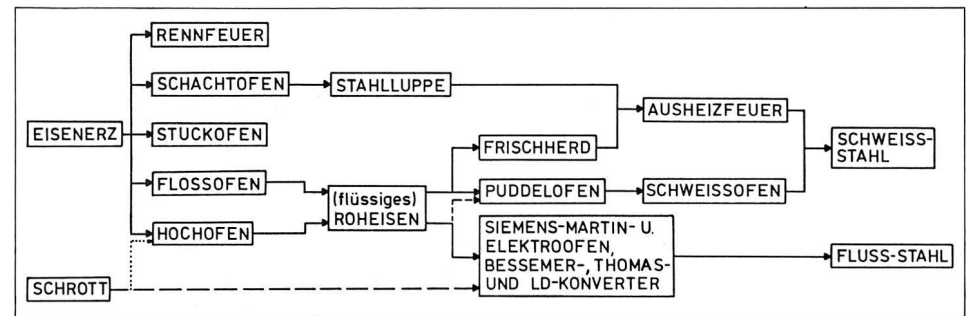 RENNFEUER
SCHACHTOFEN
STAHLLUPPE
AUSHEIZFEUER
EISENERZ
STUCKOFEN
FRISCHHERD
SCHWEISS-
STAHL
FLOSSOFEN
(flüssiges)
ROHEISEN
PUDDELOFEN
SCHWEISSOFEN
HOCHOFEN
SIEMENS-MARTIN- U.
ELEKTROOFEN,
BESSEMER-, THOMAS-
UND LD-KONVERTER
FLUSS-STAHL
SCHROTT